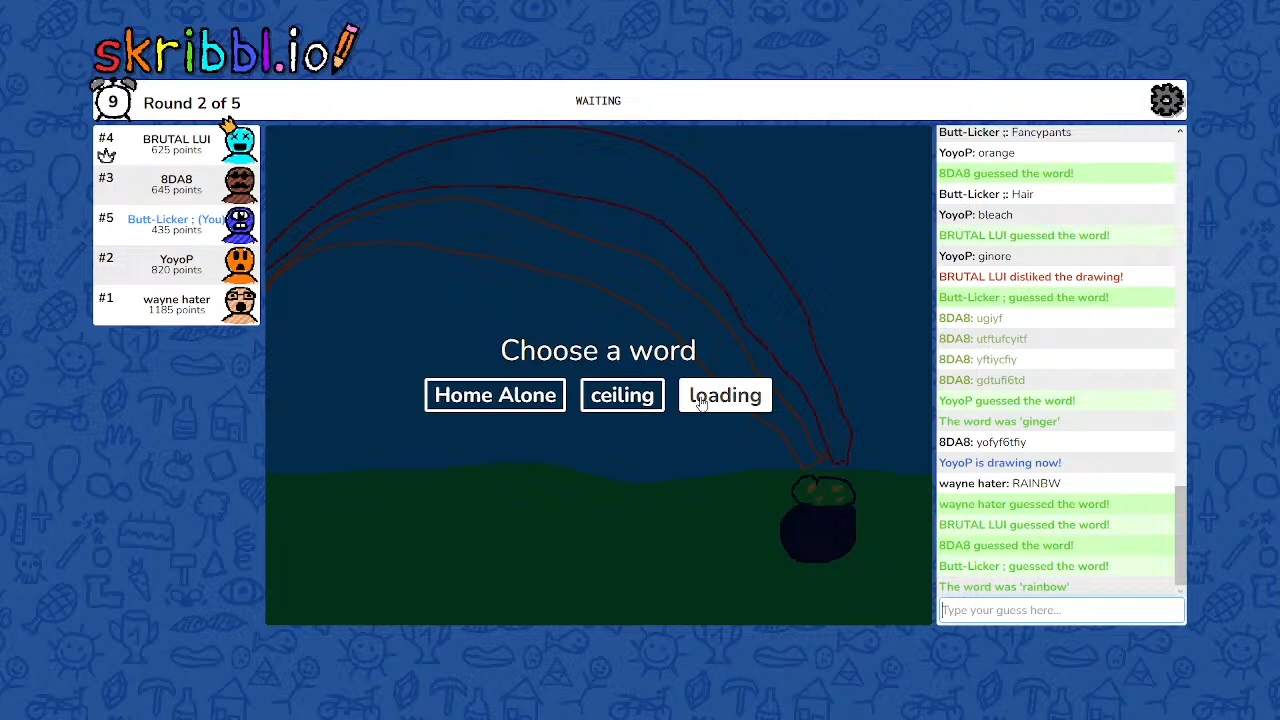 skribbl.io
9
Round 2 of 5
WAITING
#4
BRUTAL LUI
625 points
#3
8DA8
645 points
#5
Butt-Licker ; (You)
435 points
#2
YoyoP
820 points
#1
wayne hater
1185 points
Choose a word
Home Alone
ceiling
loading
Butt-Licker ;: Fancypants
YoyoP: orange
8DA8 guessed the word!
Butt-Licker ;: Hair
YoyoP: bleach
BRUTAL LUI guessed the word!
YoyoP: ginore
BRUTAL LUI disliked the drawing!
Butt-Licker ; guessed the word!
8DA8: ugiyf
8DA8: utftufcyitf
8DA8: yftiycfiy
8DA8: gdtufi6td
YoyoP guessed the word!
The word was 'ginger'
8DA8: yofyf6tfiy
YoyoP is drawing now!
wayne hater: RAINBW
wayne hater guessed the word!
BRUTAL LUI guessed the word!
8DA8 guessed the word!
Butt-Licker ; guessed the word!
The word was 'rainbow'
Type your guess here...